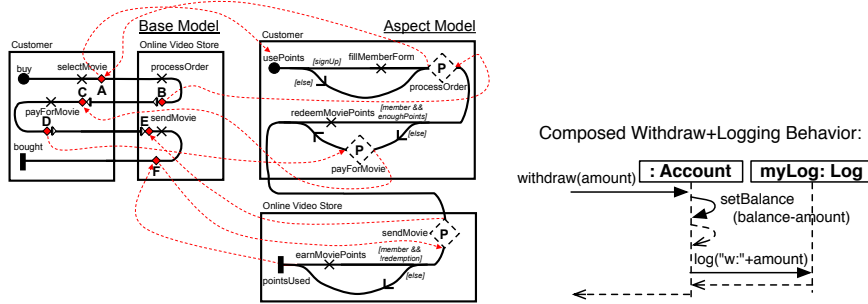 Base Model
Aspect Model
Customer
Online Video Store
buy
selectMovie
A
processOrder
C
B
payForMovie
D
E
sendMovie
bought
F
Customer
usePoints
[signUp]
fillMemberForm
P
[else]
processOrder
redeemMoviePoints
[member &&
enoughPoints]
[else]
P
payForMovie
Online Video Store
P
sendMovie
earnMoviePoints
[member &&
!redemption]
pointsUsed
[else]
Composed Withdraw+Logging Behavior:
: Account
myLog: Log
withdraw(amount)
setBalance
(balance-amount)
log("w:"+amount)